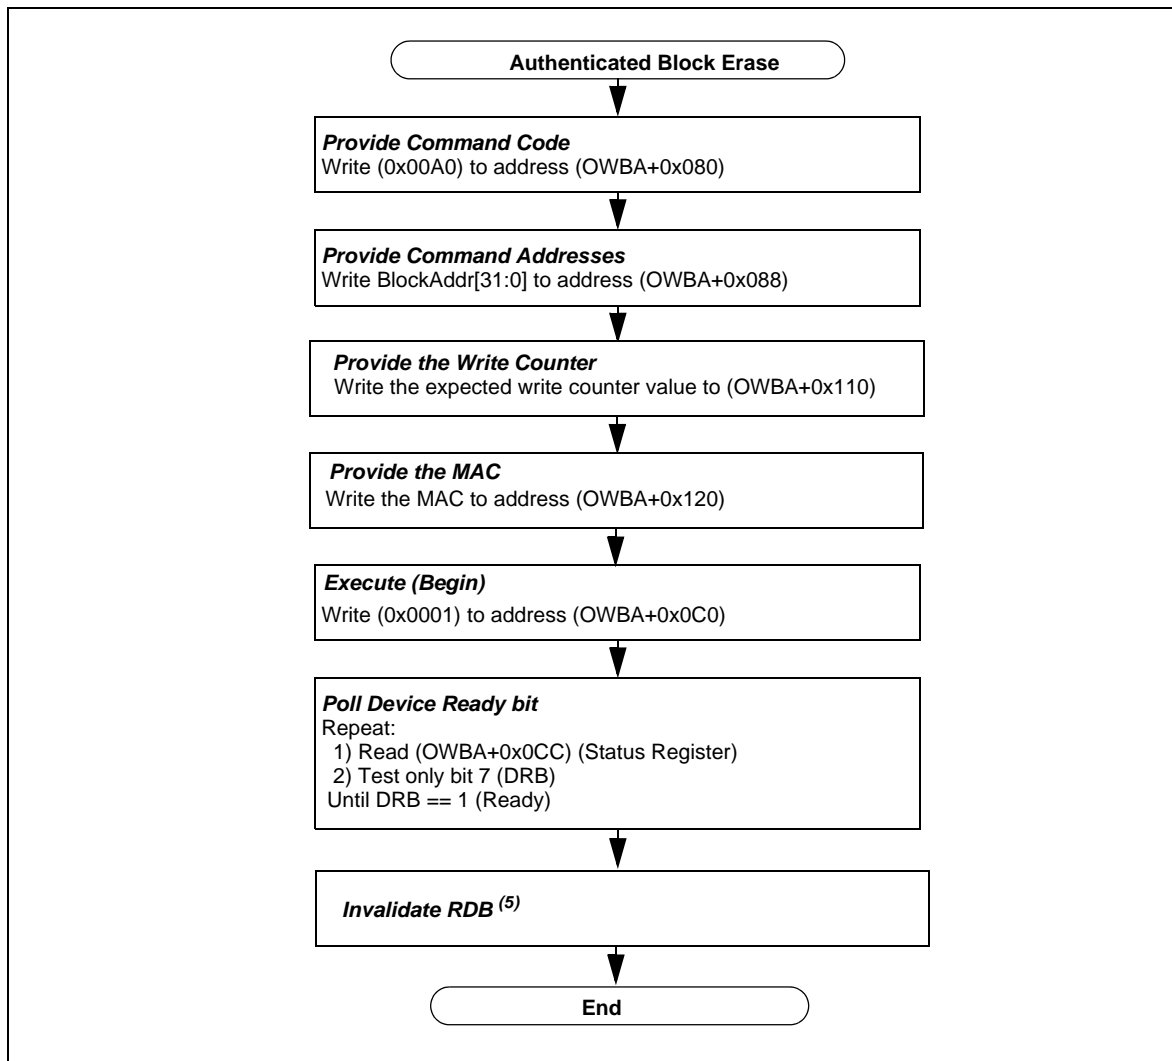 Authenticated Block Erase
Provide Command Code
Write (0x00A0) to address (OWBA+0x080)
Provide Command Addresses
Write BlockAddr[31:0] to address (OWBA+0x088)
Provide the Write Counter
Write the expected write counter value to (OWBA+0x110)
Provide the MAC
Write the MAC to address (OWBA+0x120)
Execute (Begin)
Write (0x0001) to address (OWBA+0x0C0)
Poll Device Ready bit
Repeat:
1) Read (OWBA+0x0CC) (Status Register)
2) Test only bit 7 (DRB)
Until DRB == 1 (Ready)
Invalidate RDB (5)
End